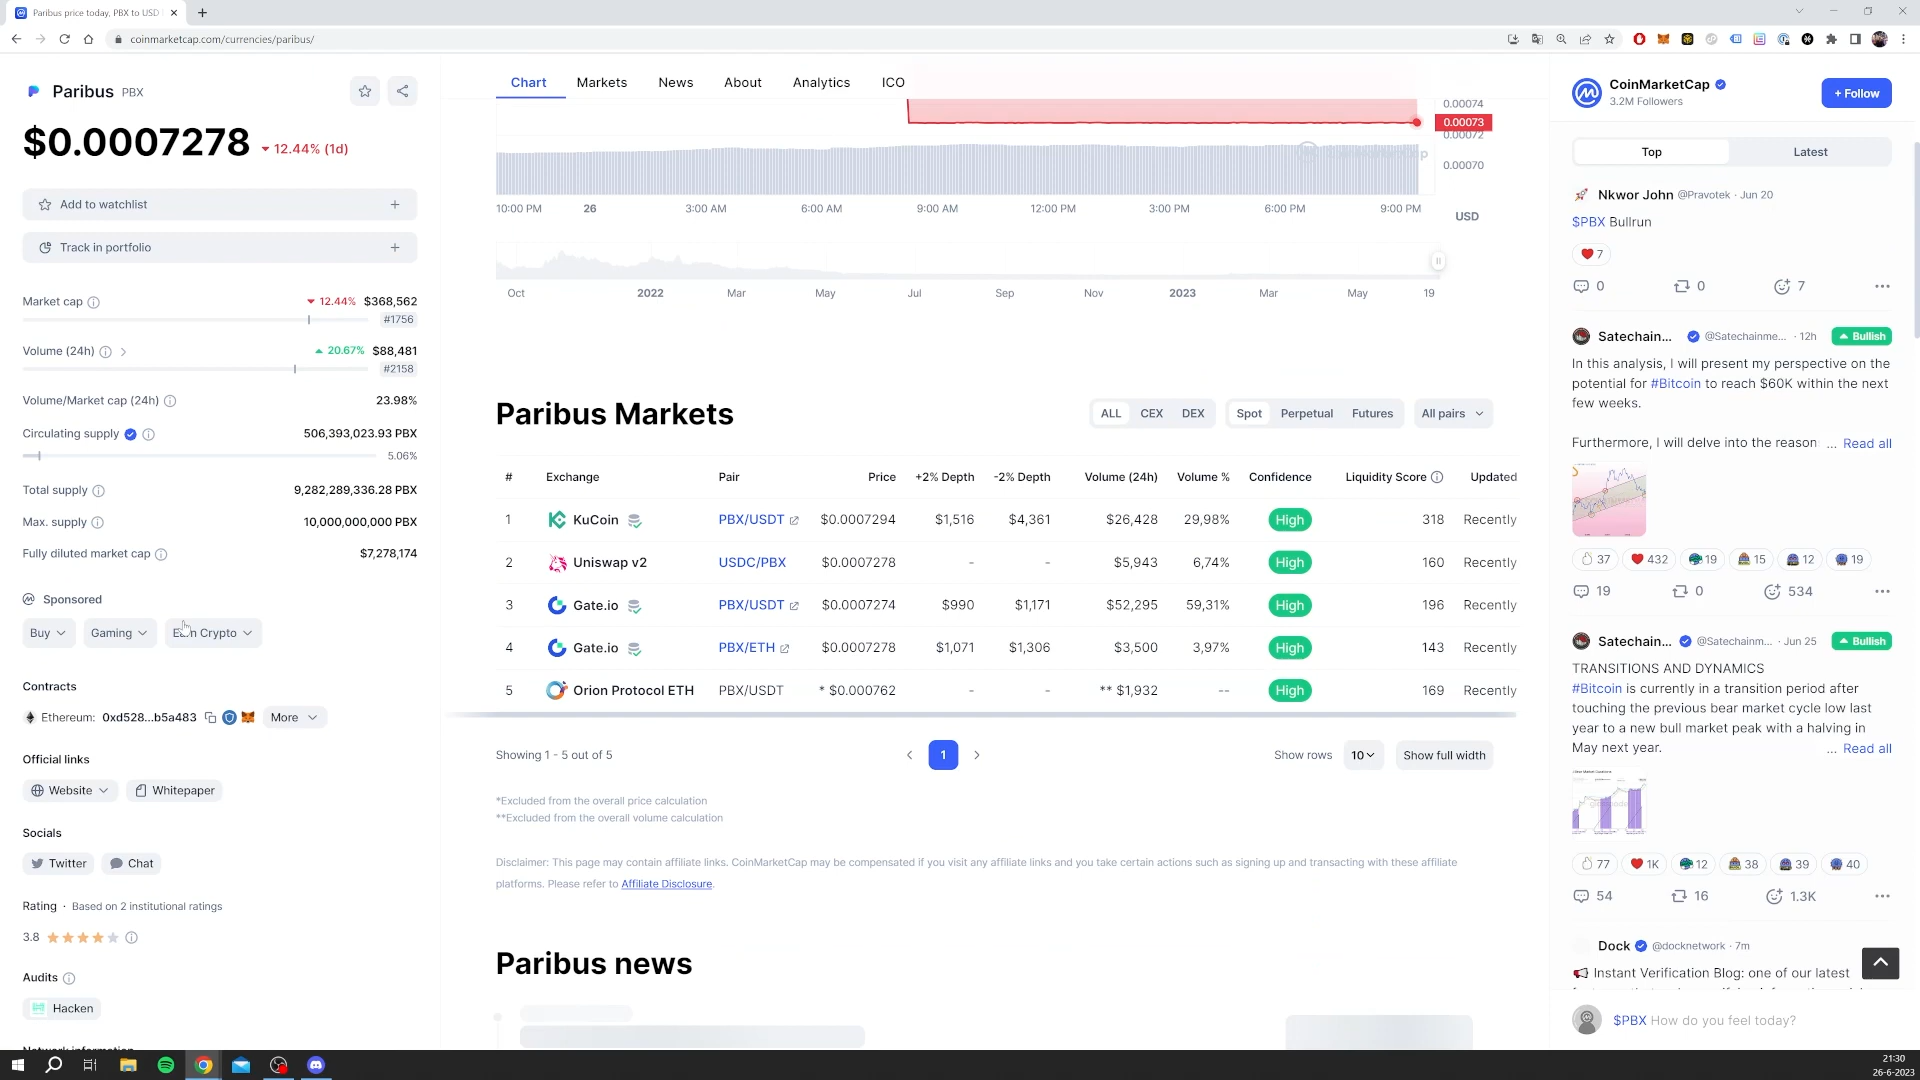 Paribus price today, PBX to USD
coinmarketcap.com/currencies/paribus/
Paribus PBX
$0.0007278 12.44% (1d)
Add to watchlist
Track in portfolio
Market cap 12.44% $368,562
#1756
Volume (24h) 20.67% $88,481
#2158
Volume/Market cap (24h) 23.98%
Circulating supply 506,393,023.93 PBX
5.06%
Total supply 9,282,289,336.28 PBX
Max. supply 10,000,000,000 PBX
Fully diluted market cap $7,278,174
Sponsored
Buy Gaming Earn Crypto
Contracts
Ethereum: 0xd528...b5a483 More
Official links
Website Whitepaper
Socials
Twitter Chat
Rating · Based on 2 institutional ratings
3.8
Audits
Hacken
Network information
Chart Markets News About Analytics ICO
0.00074
0.00073
0.00072
0.00070
10:00 PM 26 3:00 AM 6:00 AM 9:00 AM 12:00 PM 3:00 PM 6:00 PM 9:00 PM USD
Oct 2022 Mar May Jul Sep Nov 2023 Mar May 19
Paribus Markets
ALL CEX DEX Spot Perpetual Futures All pairs
# Exchange Pair Price +2% Depth -2% Depth Volume (24h) Volume % Confidence Liquidity Score Updated
1 KuCoin PBX/USDT $0.0007294 $1,516 $4,361 $26,428 29,98% High 318 Recently
2 Uniswap v2 USDC/PBX $0.0007278 - - $5,943 6,74% High 160 Recently
3 Gate.io PBX/USDT $0.0007274 $990 $1,171 $52,295 59,31% High 196 Recently
4 Gate.io PBX/ETH $0.0007278 $1,071 $1,306 $3,500 3,97% High 143 Recently
5 Orion Protocol ETH PBX/USDT * $0.000762 - - ** $1,932 -- High 169 Recently
Showing 1 - 5 out of 5 1 Show rows 10 Show full width
*Excluded from the overall price calculation
**Excluded from the overall volume calculation
Disclaimer: This page may contain affiliate links. CoinMarketCap may be compensated if you visit any affiliate links and you take certain actions such as signing up and transacting with these affiliate
platforms. Please refer to Affiliate Disclosure.
Paribus news
CoinMarketCap
3.2M Followers
+ Follow
Top Latest
Nkwor John @Pravotek · Jun 20
$PBX Bullrun
7
0 0 7
Satechain... @Satechainme... · 12h Bullish
In this analysis, I will present my perspective on the
potential for #Bitcoin to reach $60K within the next
few weeks.
Furthermore, I will delve into the reason ... Read all
37 432 19 15 12 19
19 0 534
Satechain... @Satechainm... · Jun 25 Bullish
TRANSITIONS AND DYNAMICS
#Bitcoin is currently in a transition period after
touching the previous bear market cycle low last
year to a new bull market peak with a halving in
May next year. ... Read all
77 1K 12 38 39 40
54 16 1.3K
Dock @docknetwork · 7m
Instant Verification Blog: one of our latest
$PBX How do you feel today?
21:30
26-6-2023